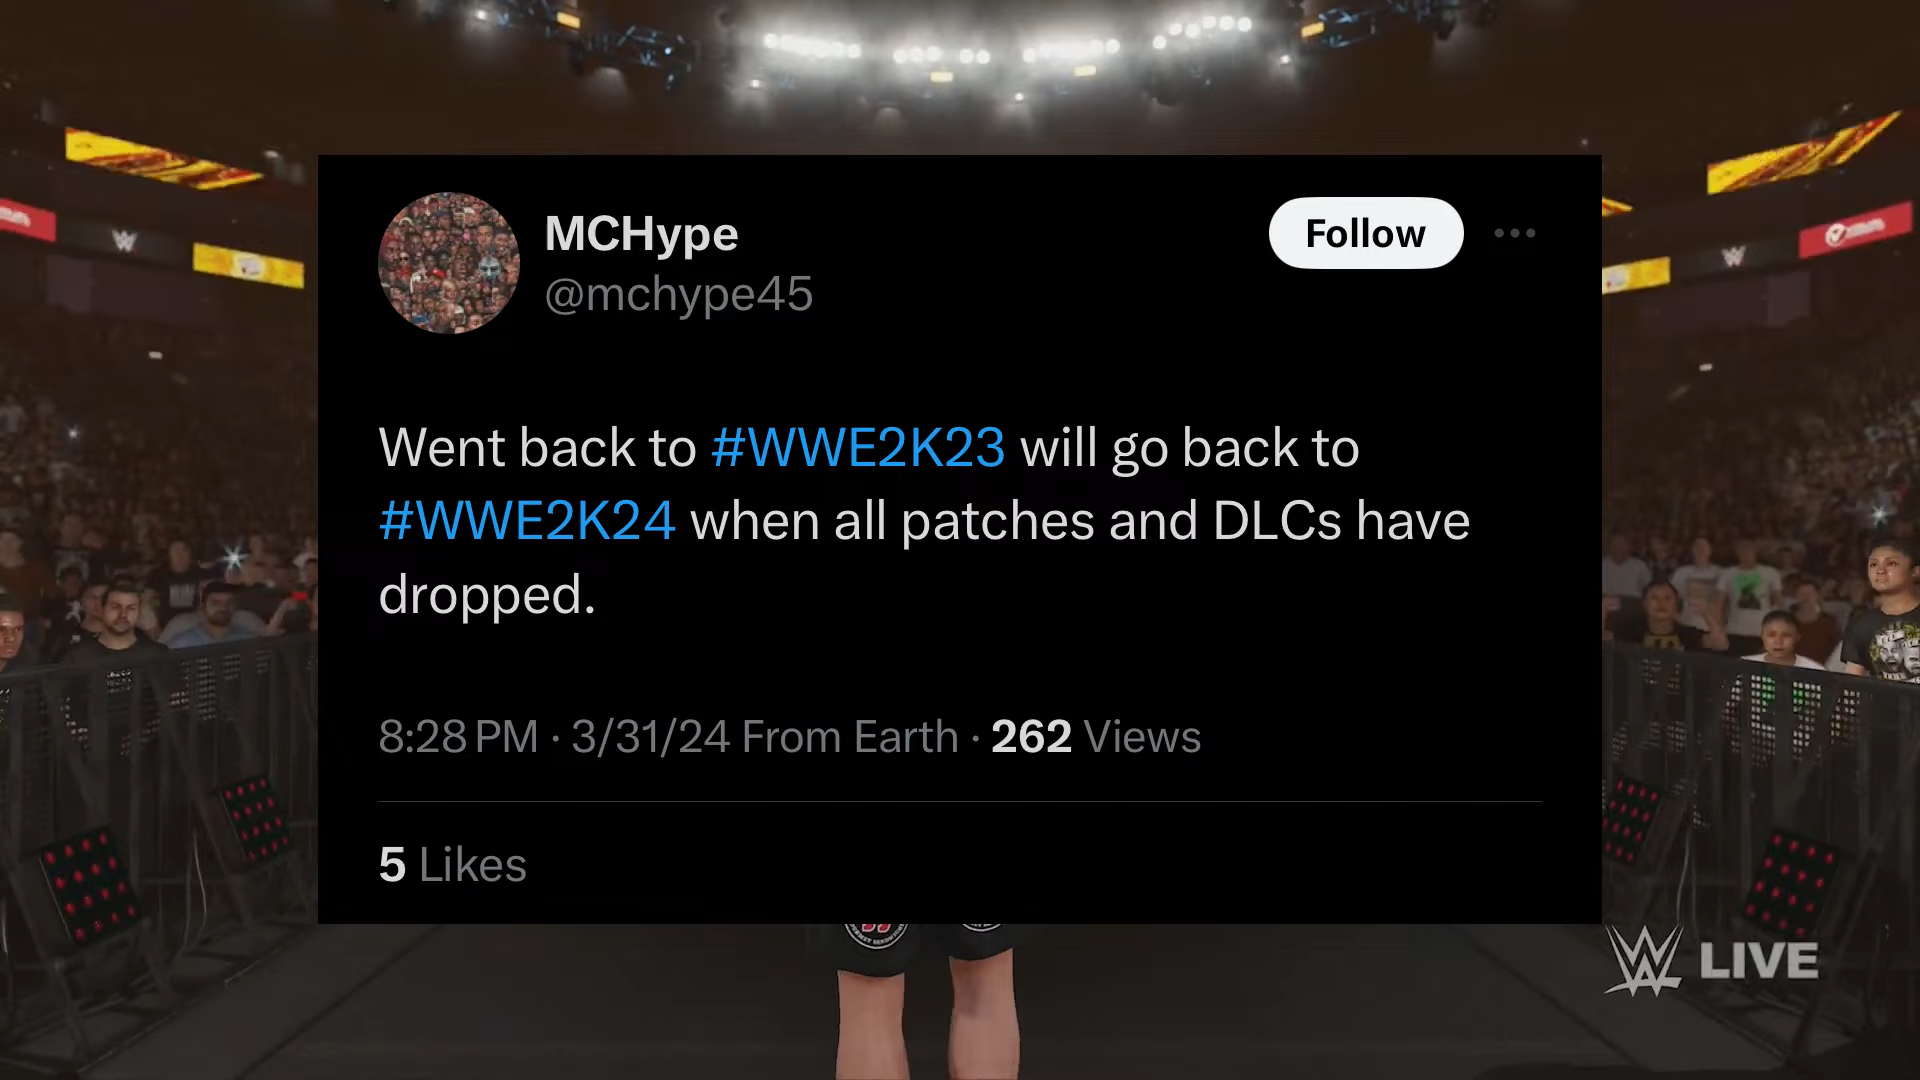 MCHype
@mchype45
Follow
Went back to #WWE2K23 will go back to
#WWE2K24 when all patches and DLCs have
dropped.
8:28 PM · 3/31/24 From Earth · 262 Views
5 Likes
W LIVE